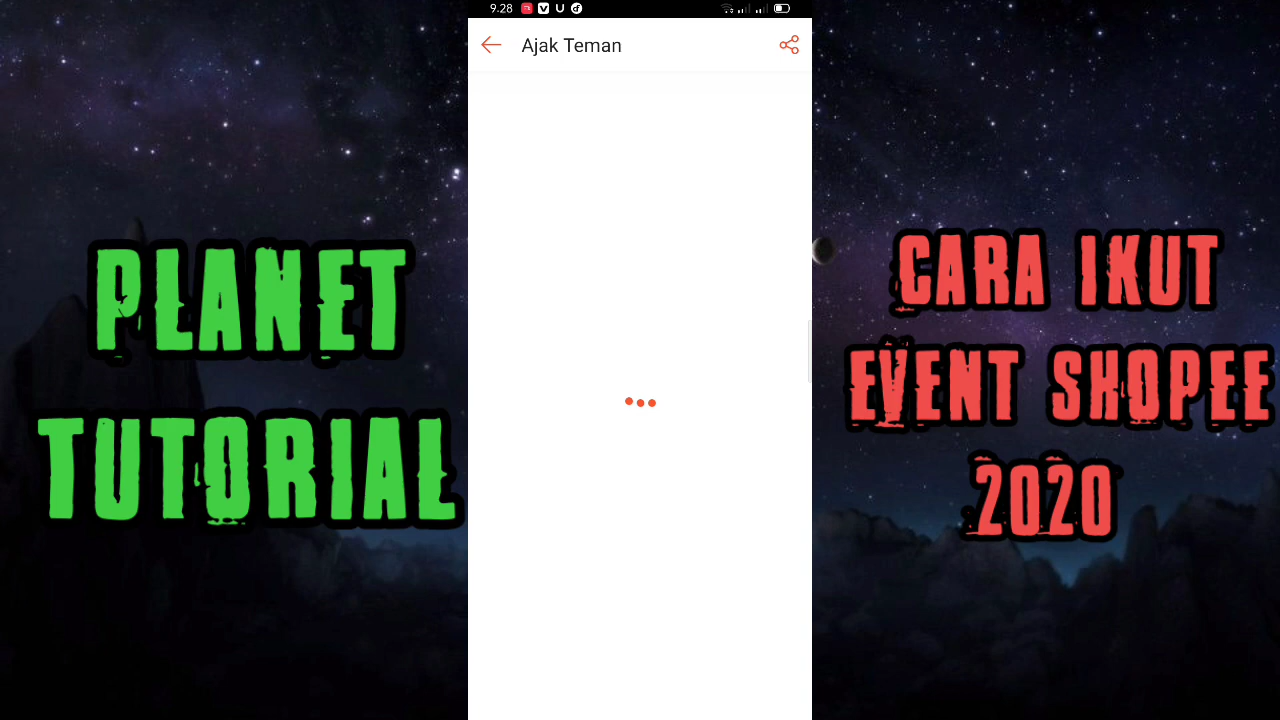 9.28
Ajak Teman
PLANET
TUTORIAL
CARA IKUT
EVENT SHOPEE
2020